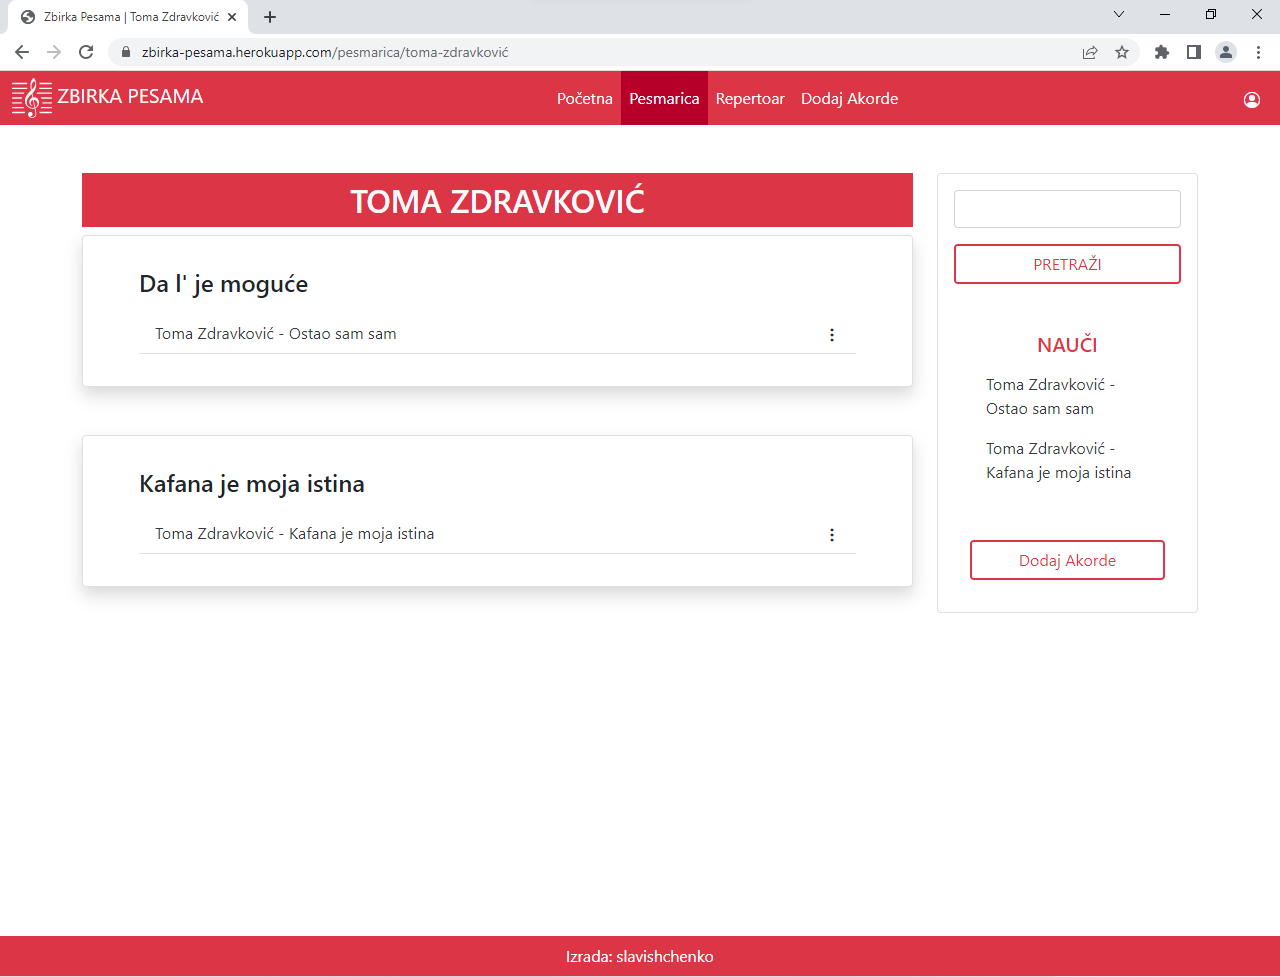 Zbirka Pesama | Toma Zdravković
zbirka-pesama.herokuapp.com/pesmarica/toma-zdravković
ZBIRKA PESAMA
Početna Pesmarica Repertoar Dodaj Akorde
TOMA ZDRAVKOVIĆ
Da l' je moguće
Toma Zdravković - Ostao sam sam
Kafana je moja istina
Toma Zdravković - Kafana je moja istina
PRETRAŽI
NAUČI
Toma Zdravković -
Ostao sam sam
Toma Zdravković -
Kafana je moja istina
Dodaj Akorde
Izrada: slavishchenko